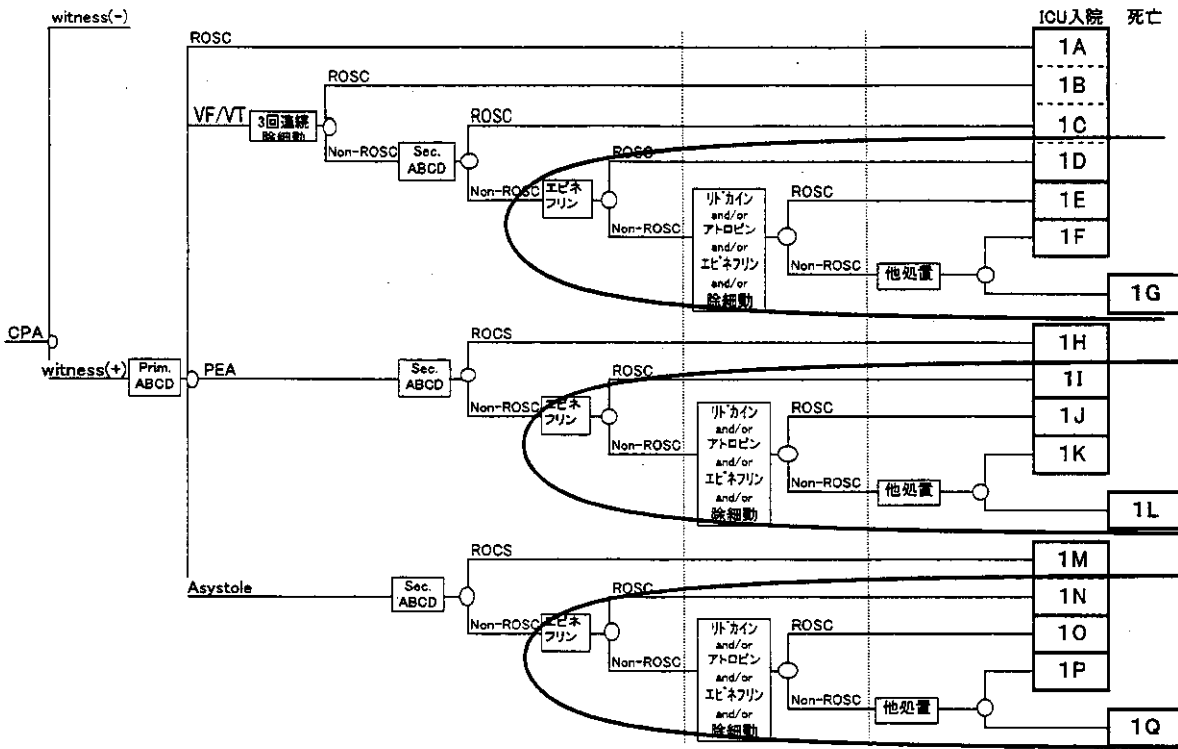 witness(-)
ICU入院 死亡
ROSC
1A
ROSC
1B
VF/VT
3回連続
除細動
ROSC
1C
Non-ROSC
Sec.
ABCD
ROSC
1D
Non-ROSC
エピネ
フリン
リドカイン
and/or
アトロピン
and/or
エピネフリン
and/or
除細動
ROSC
1E
Non-ROSC
1F
Non-ROSC
他処置
1G
CPA
witness(+)
Prim.
ABCD
PEA
Sec.
ABCD
ROCS
1H
ROSC
1I
Non-ROSC
エピネ
フリン
リドカイン
and/or
アトロピン
and/or
エピネフリン
and/or
除細動
ROSC
1J
Non-ROSC
1K
Non-ROSC
他処置
1L
Asystole
Sec.
ABCD
ROCS
1M
ROSC
1N
Non-ROSC
エピネ
フリン
リドカイン
and/or
アトロピン
and/or
エピネフリン
and/or
除細動
ROSC
1O
Non-ROSC
1P
Non-ROSC
他処置
1Q